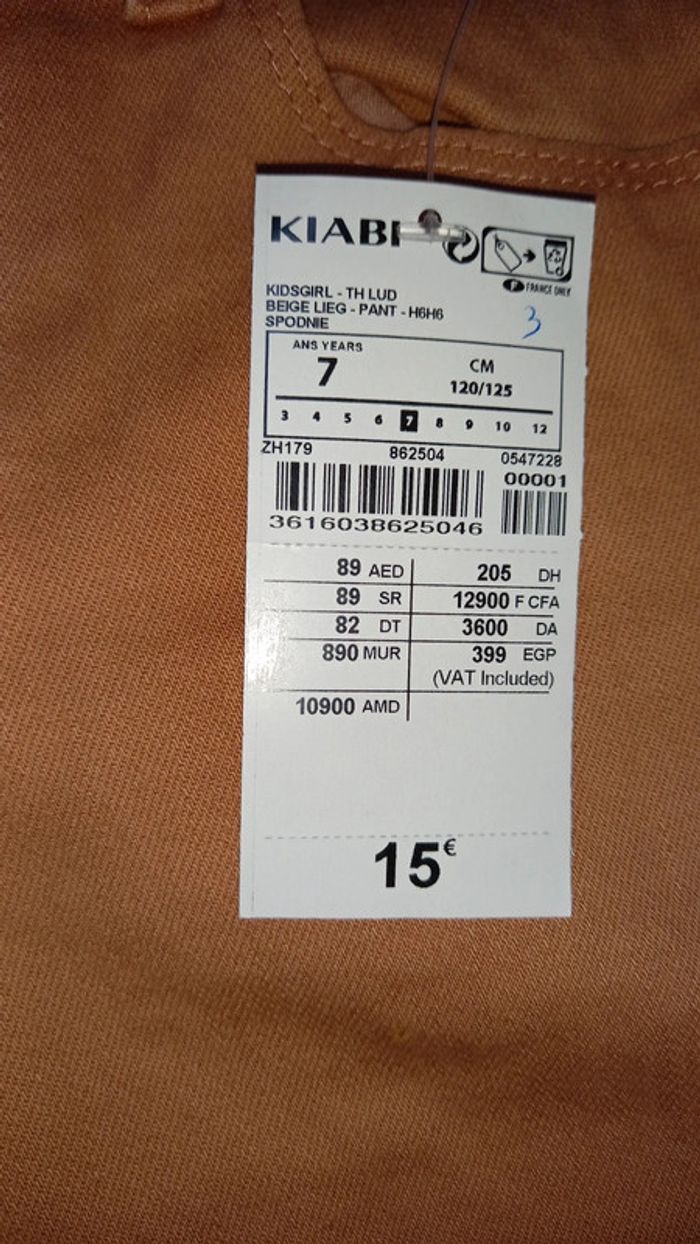 KIABI
FRANCE ONLY
KIDSGIRL - TH LUD
BEIGE LIEG - PANT - H6H6
SPODNIE
3
ANS YEARS
7
CM
120/125
3 4 5 6 7 8 9 10 12
ZH179 862504 0547228
00001
3616038625046
89 AED 205 DH
89 SR 12900 F CFA
82 DT 3600 DA
890 MUR 399 EGP
(VAT Included)
10900 AMD
15€